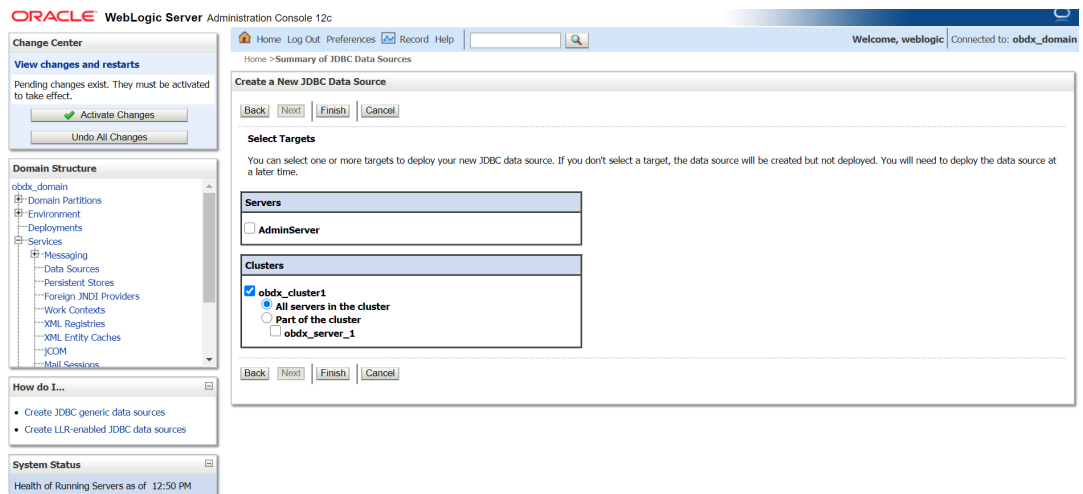 ORACLE WebLogic Server Administration Console 12c
Change Center
View changes and restarts
Pending changes exist. They must be activated
to take effect.
Activate Changes
Undo All Changes
Domain Structure
obdx_domain
Domain Partitions
Environment
Deployments
Services
Messaging
Data Sources
Persistent Stores
Foreign JNDI Providers
Work Contexts
XML Registries
XML Entity Caches
jCOM
Mail Sessions
How do I...
Create JDBC generic data sources
Create LLR-enabled JDBC data sources
System Status
Health of Running Servers as of 12:50 PM
Home Log Out Preferences Record Help
Welcome, weblogic Connected to: obdx_domain
Home >Summary of JDBC Data Sources
Create a New JDBC Data Source
Back Next Finish Cancel
Select Targets
You can select one or more targets to deploy your new JDBC data source. If you don't select a target, the data source will be created but not deployed. You will need to deploy the data source at
a later time.
Servers
AdminServer
Clusters
obdx_cluster1
All servers in the cluster
Part of the cluster
obdx_server_1
Back Next Finish Cancel